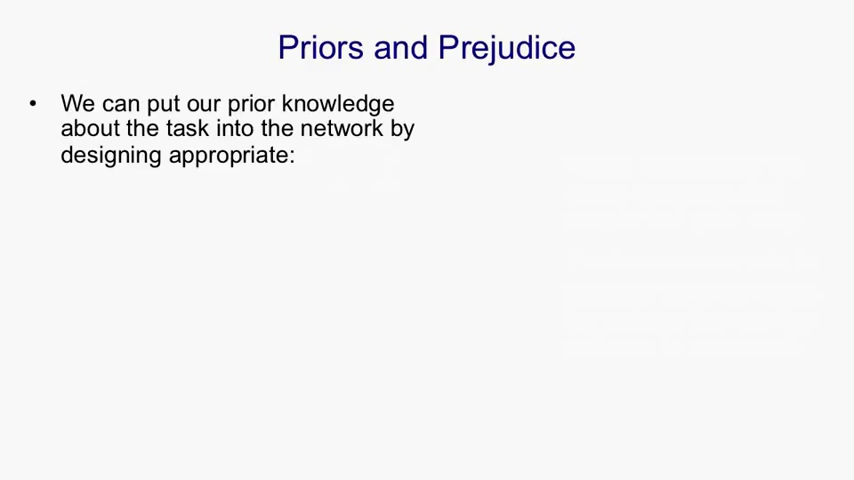 Priors and Prejudice
• We can put our prior knowledge
about the task into the network by
designing appropriate: